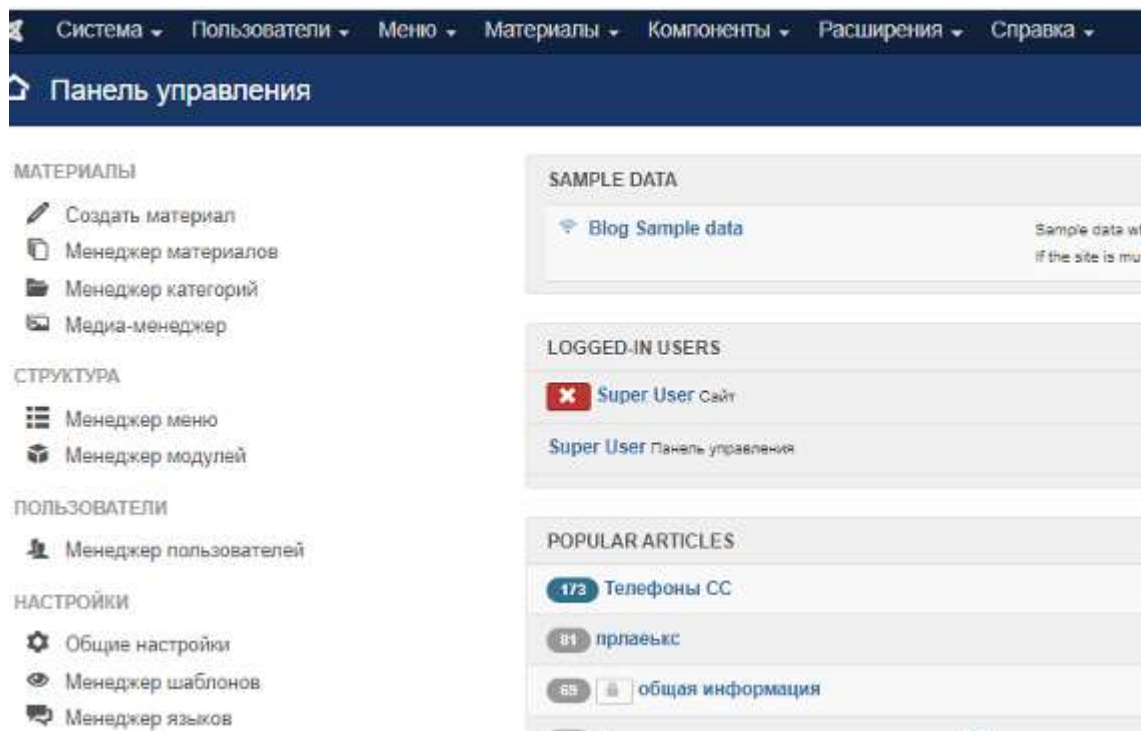 Система Пользователи Меню Материалы Компоненты Расширения Справка
Панель управления
МАТЕРИАЛЫ
Создать материал
Менеджер материалов
Менеджер категорий
Медиа-менеджер
СТРУКТУРА
Менеджер меню
Менеджер модулей
ПОЛЬЗОВАТЕЛИ
Менеджер пользователей
НАСТРОЙКИ
Общие настройки
Менеджер шаблонов
Менеджер языков
SAMPLE DATA
Blog Sample data
Sample data
If the site is
LOGGED-IN USERS
Super User Сайт
Super User Панель управления
POPULAR ARTICLES
173 Телефоны СС
81 прлаеькс
65 общая информация